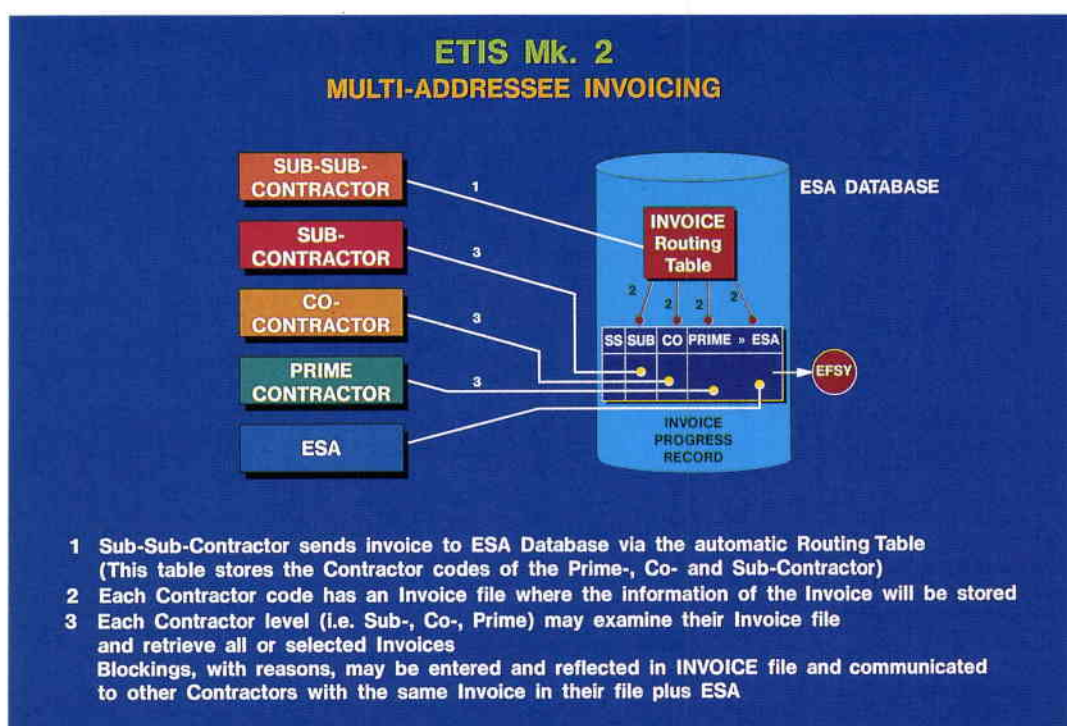 ETIS Mk. 2
MULTI-ADDRESSEE INVOICING
SUB-SUB-
CONTRACTOR
1
ESA DATABASE
INVOICE
Routing
Table
SUB-
CONTRACTOR
3
2 2 2 2
CO-
CONTRACTOR
3
SS SUB CO PRIME » ESA
PRIME
CONTRACTOR
3
EFSY
ESA
INVOICE
PROGRESS
RECORD
1 Sub-Sub-Contractor sends invoice to ESA Database via the automatic Routing Table
(This table stores the Contractor codes of the Prime-, Co- and Sub-Contractor)
2 Each Contractor code has an Invoice file where the information of the Invoice will be stored
3 Each Contractor level (i.e. Sub-, Co-, Prime) may examine their Invoice file
and retrieve all or selected Invoices
Blockings, with reasons, may be entered and reflected in INVOICE file and communicated
to other Contractors with the same Invoice in their file plus ESA